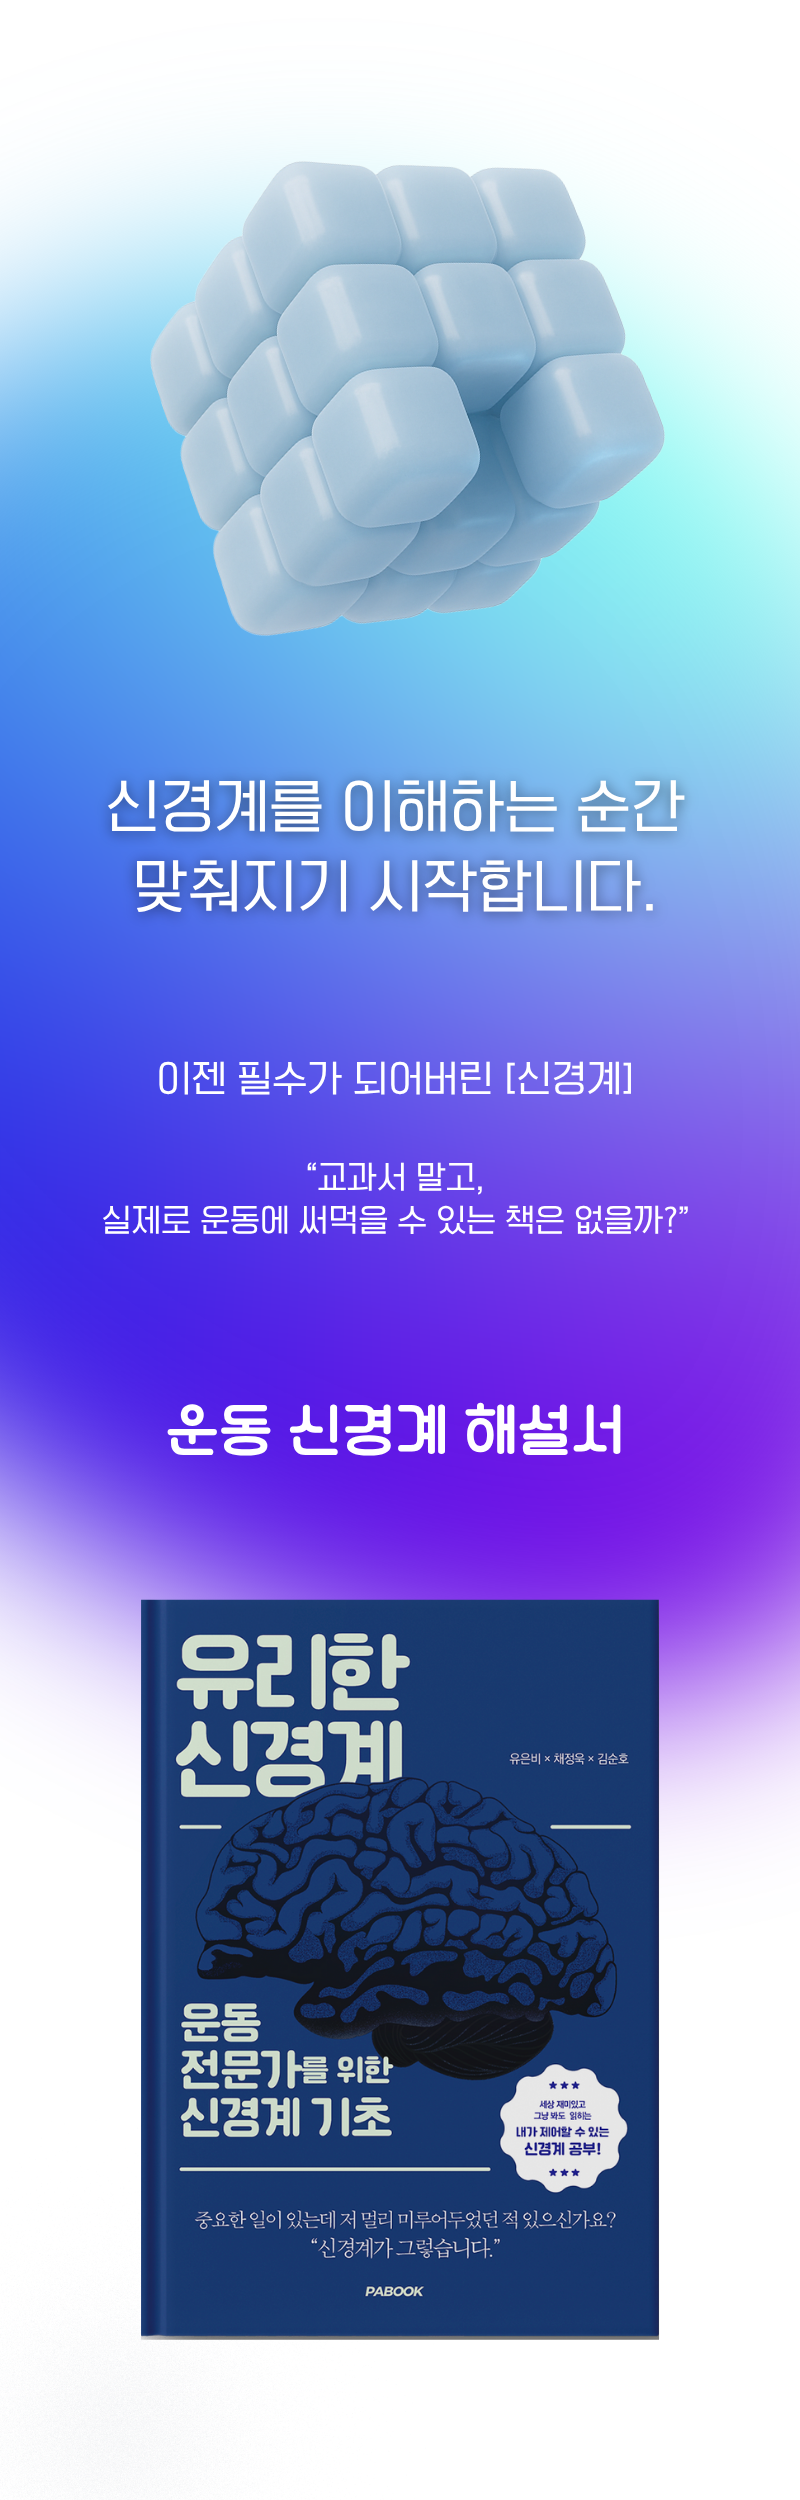 신경계를 이해하는 순간
맞춰지기 시작합니다.
이젠 필수가 되어버린 [신경계]
“교과서 말고,
실제로 운동에 써먹을 수 있는 책은 없을까?”
운동 신경계 해설서
유리한
신경계
유은비 × 채정욱 × 김순호
운동
전문가를 위한
신경계 기초
★★★
세상 재미있고
그냥 봐도 읽히는
내가 제어할 수 있는
신경계 공부!
★★★
중요한 일이 있는데 저 멀리 미루어두었던 적 있으신가요?
“신경계가 그렇습니다.”
PABOOK